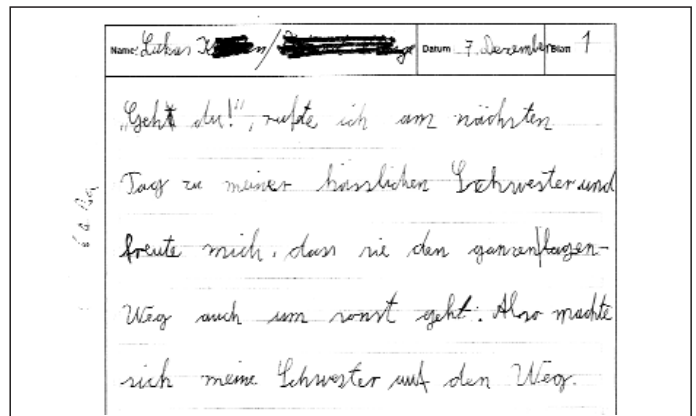 Name: Lukas K / Datum 7. Dezember Blatt 1
„Geht du!", rufte ich am nächsten
Tag zu meiner hässlichen Schwester und
freute mich, dass sie den ganzen langen-
Weg auch um sonst geht. Also machte
sich meine Schwester auf den Weg.